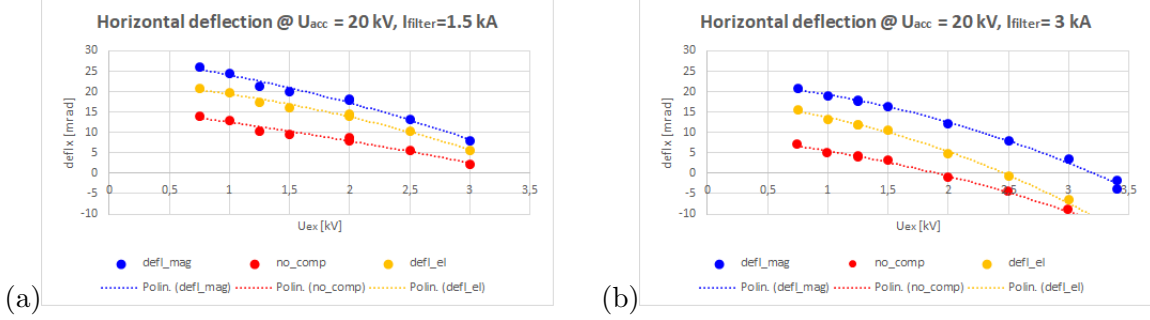 Horizontal deflection @ Uacc = 20 kV, Ifilter=1.5 kA
30
25
20
15
10
5
0
-5
-10
defl x [mrad]
0
0,5
1
1,5
2
2,5
3
3,5
Uex [kV]
defl_mag
no_comp
defl_el
Polin. (defl_mag)
Polin. (no_comp)
Polin. (defl_el)
(a)
Horizontal deflection @ Uacc = 20 kV, Ifilter= 3 kA
30
25
20
15
10
5
0
-5
-10
defl x [mrad]
0
0,5
1
1,5
2
2,5
3
3,5
Uex [kV]
defl_mag
no_comp
defl_el
Polin. (defl_mag)
Polin. (no_comp)
Polin. (defl_el)
(b)